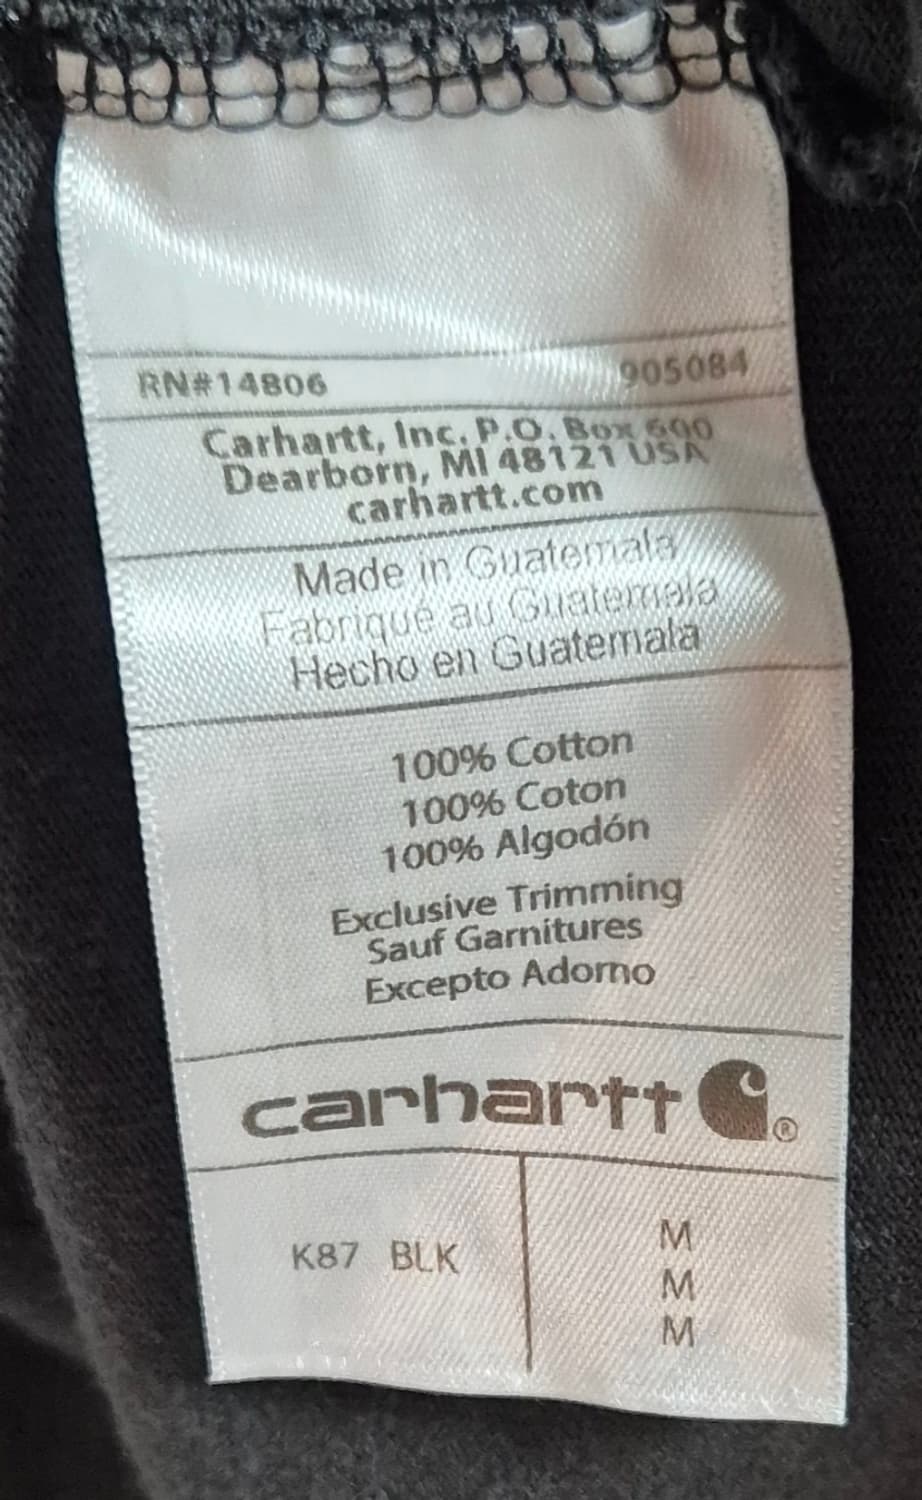 RN#14806 905084
Carhartt, Inc. P.O. Box 600
Dearborn, MI 48121 USA
carhartt.com
Made in Guatemala
Fabriqué au Guatemala
Hecho en Guatemala
100% Cotton
100% Coton
100% Algodón
Exclusive Trimming
Sauf Garnitures
Excepto Adorno
carhartt ®
K87 BLK
M
M
M